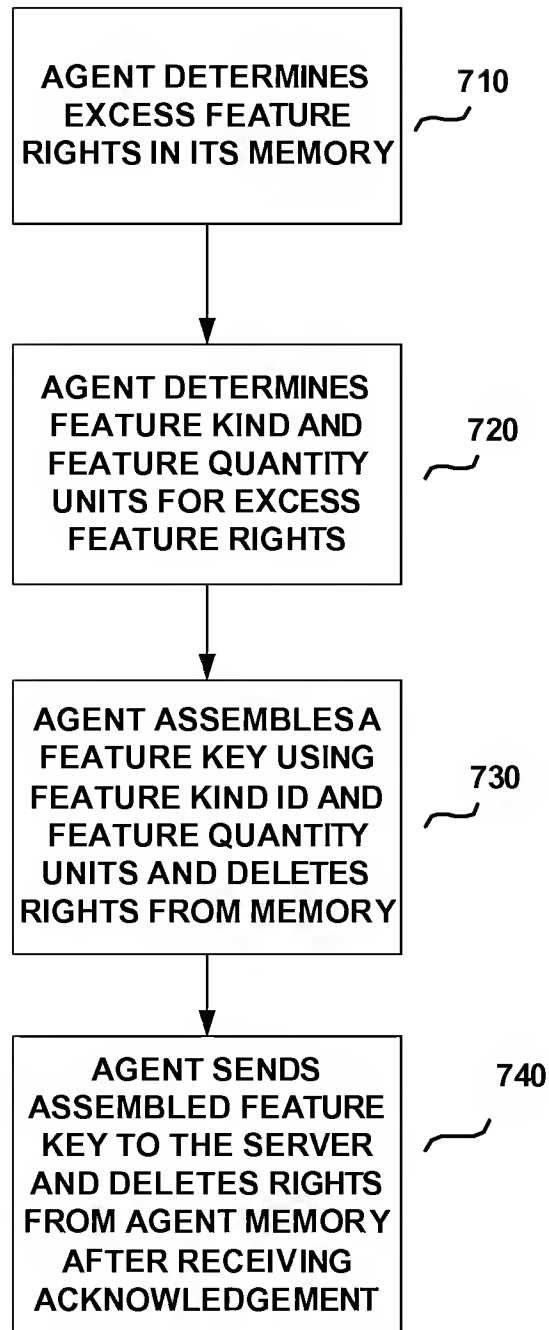 AGENT DETERMINES
EXCESS FEATURE
RIGHTS IN ITS MEMORY
710
AGENT DETERMINES
FEATURE KIND AND
FEATURE QUANTITY
UNITS FOR EXCESS
FEATURE RIGHTS
720
AGENT ASSEMBLES A
FEATURE KEY USING
FEATURE KIND ID AND
FEATURE QUANTITY
UNITS AND DELETES
RIGHTS FROM MEMORY
730
AGENT SENDS
ASSEMBLED FEATURE
KEY TO THE SERVER
AND DELETES RIGHTS
FROM AGENT MEMORY
AFTER RECEIVING
ACKNOWLEDGEMENT
740